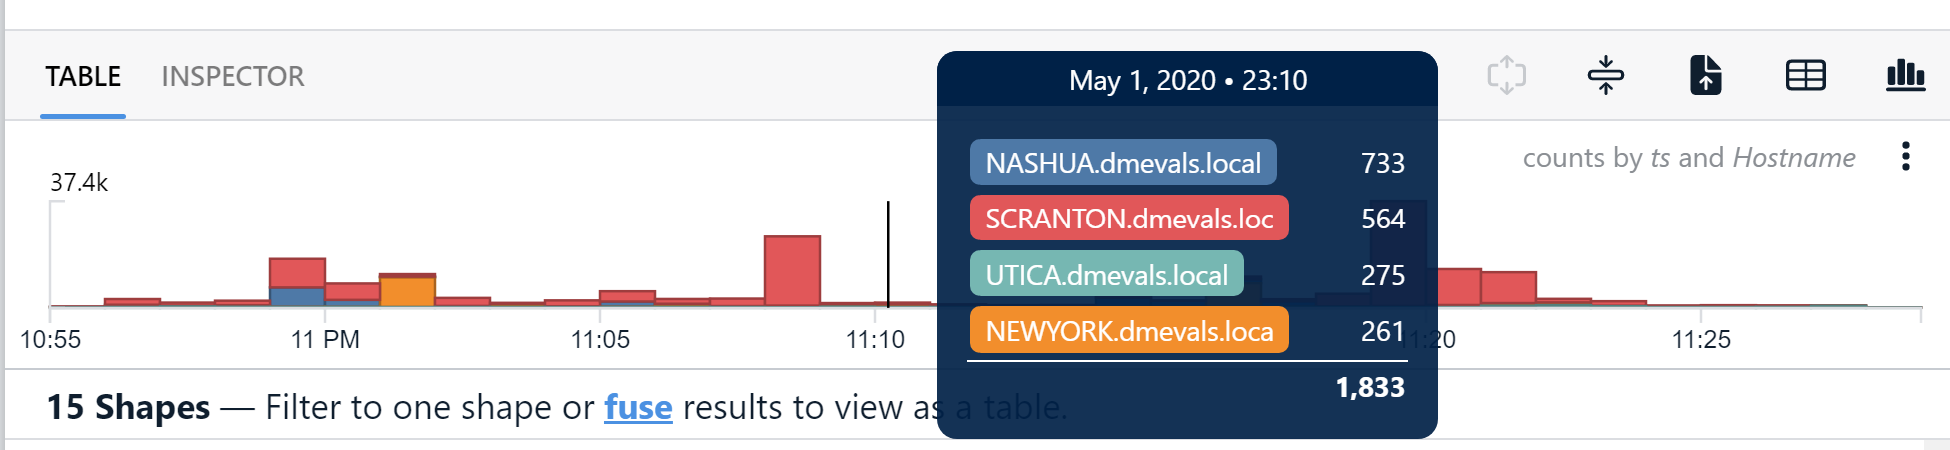 TABLE INSPECTOR
May 1, 2020 • 23:10
counts by ts and Hostname
37.4k
NASHUA.dmevals.local 733
SCRANTON.dmevals.loc 564
UTICA.dmevals.local 275
NEWYORK.dmevals.loca 261
1,833
10:55 11 PM 11:05 11:10 11:20 11:25
15 Shapes — Filter to one shape or fuse results to view as a table.